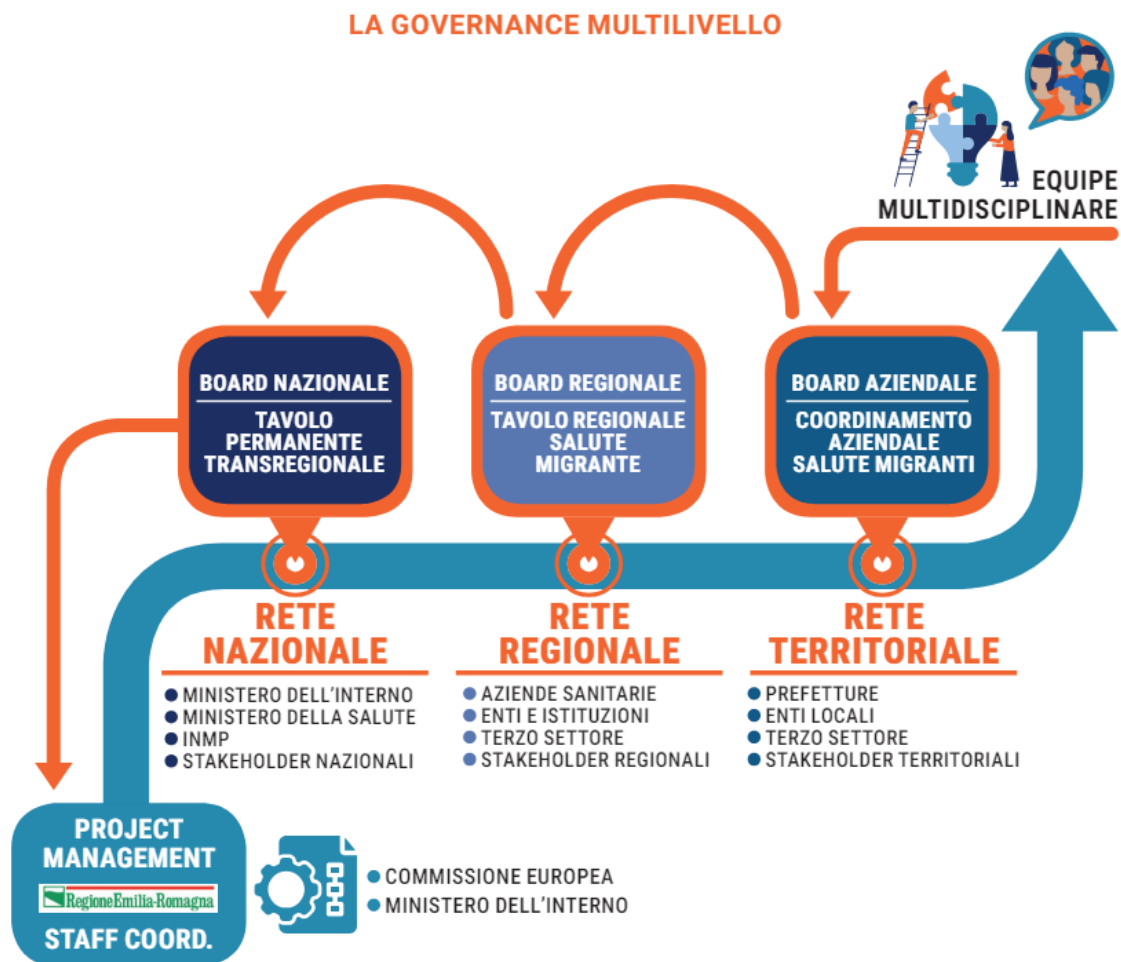 LA GOVERNANCE MULTILIVELLO
EQUIPE
MULTIDISCIPLINARE
BOARD NAZIONALE
TAVOLO
PERMANENTE
TRANSREGIONALE
BOARD REGIONALE
TAVOLO REGIONALE
SALUTE
MIGRANTE
BOARD AZIENDALE
COORDINAMENTO
AZIENDALE
SALUTE MIGRANTI
RETE
NAZIONALE
MINISTERO DELL'INTERNO
MINISTERO DELLA SALUTE
INMP
STAKEHOLDER NAZIONALI
RETE
REGIONALE
AZIENDE SANITARIE
ENTI E ISTITUZIONI
TERZO SETTORE
STAKEHOLDER REGIONALI
RETE
TERRITORIALE
PREFETTURE
ENTI LOCALI
TERZO SETTORE
STAKEHOLDER TERRITORIALI
PROJECT
MANAGEMENT
RegioneEmilia-Romagna
STAFF COORD.
COMMISSIONE EUROPEA
MINISTERO DELL'INTERNO